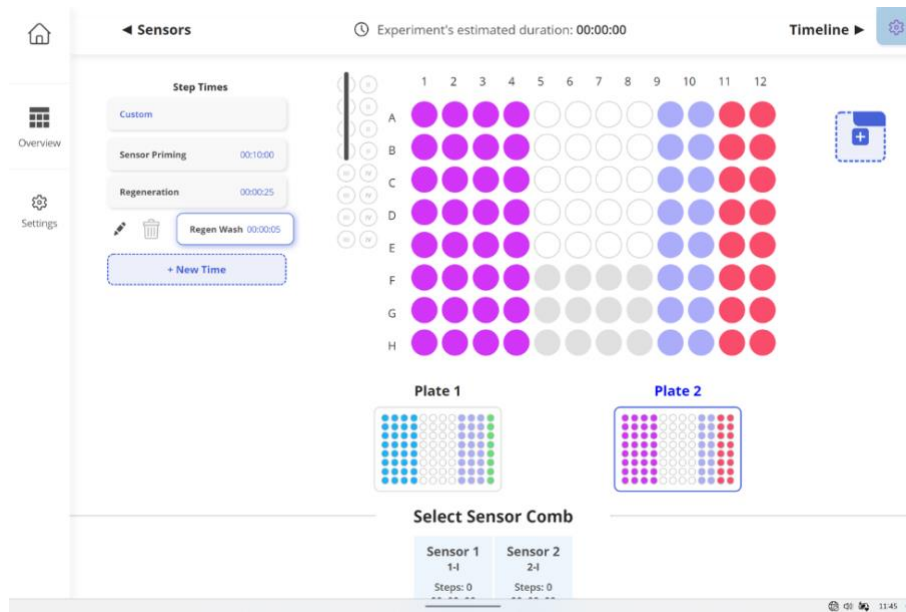 ◄ Sensors
Experiment's estimated duration: 00:00:00
Timeline ►
Overview
Settings
Step Times
Custom
Sensor Priming 00:10:00
Regeneration 00:00:25
Regen Wash 00:00:05
+ New Time
1 2 3 4 5 6 7 8 9 10 11 12
A
B
C
D
E
F
G
H
Plate 1
Plate 2
Select Sensor Comb
Sensor 1
1-I
Steps: 0
Sensor 2
2-I
Steps: 0
11:45